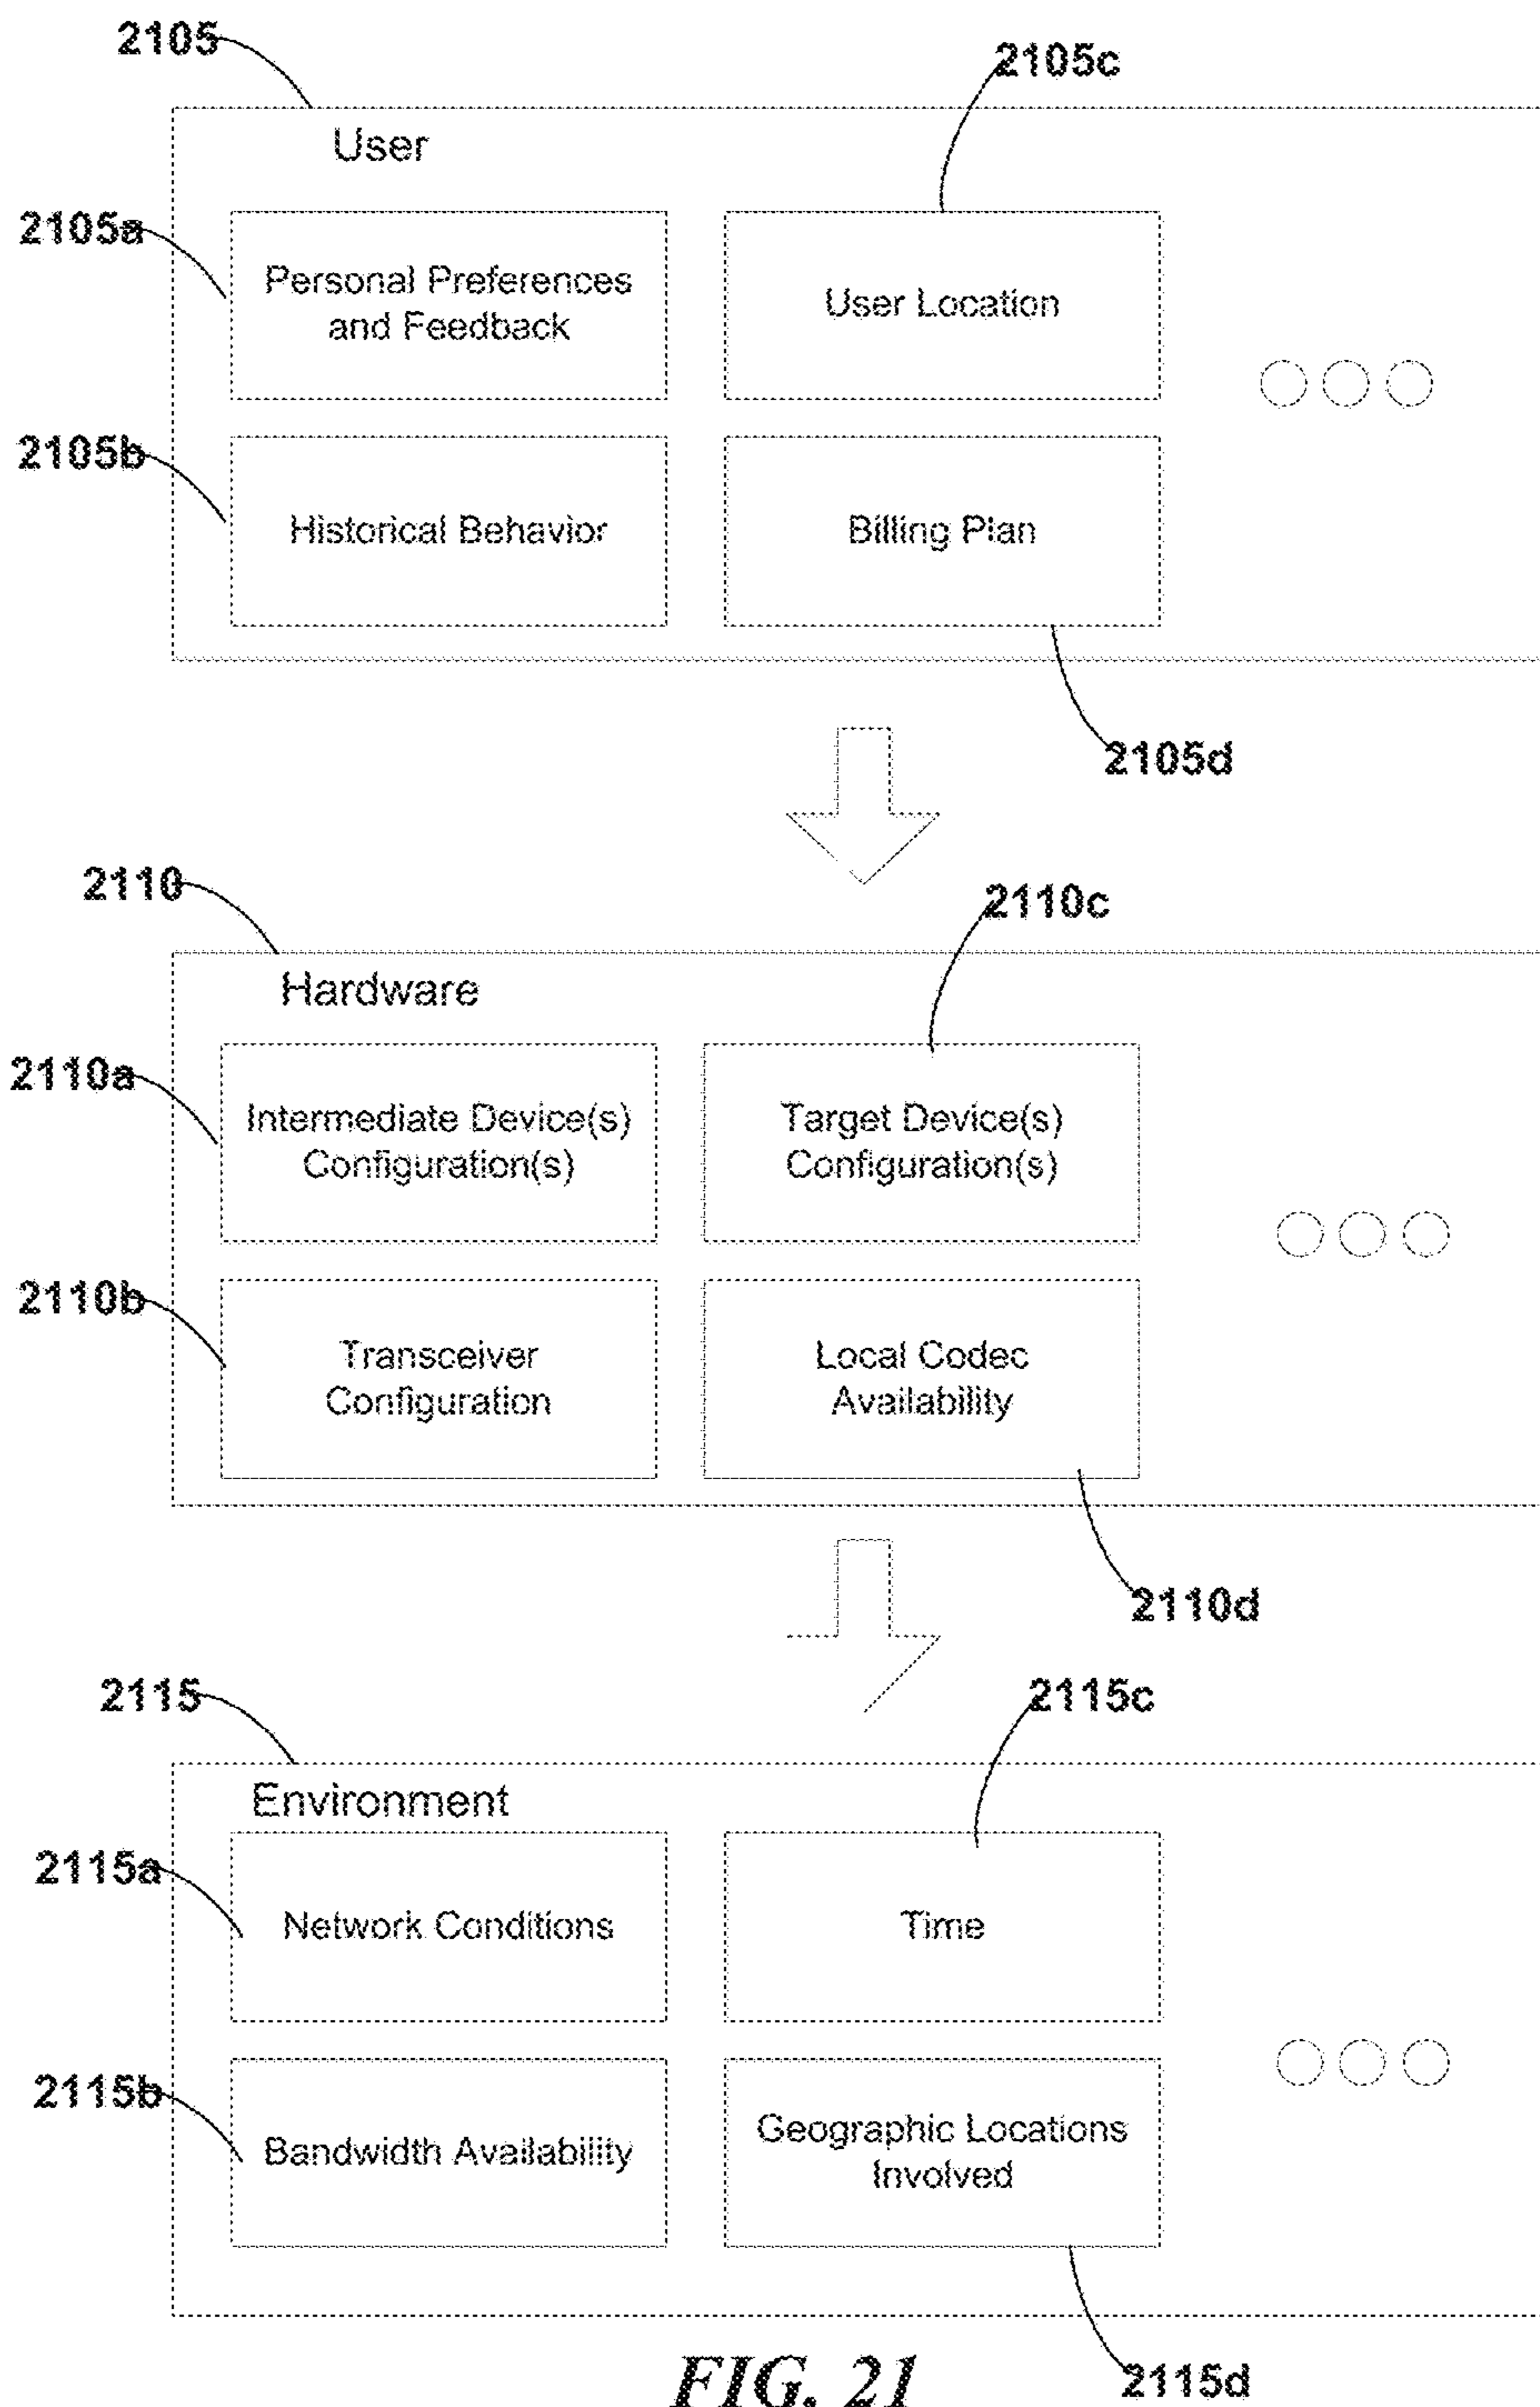 2105
2105c
User
2105a
Personal Preferences
and Feedback
User Location
2105b
Historical Behavior
Billing Plan
2105d
2110
2110c
Hardware
2110a
Intermediate Device(s)
Configuration(s)
Target Device(s)
Configuration(s)
2110b
Transceiver
Configuration
Local Codec
Availability
2110d
2115
2115c
Environment
2115a
Network Conditions
Time
2115b
Bandwidth Availability
Geographic Locations
Involved
2115d
FIG. 21